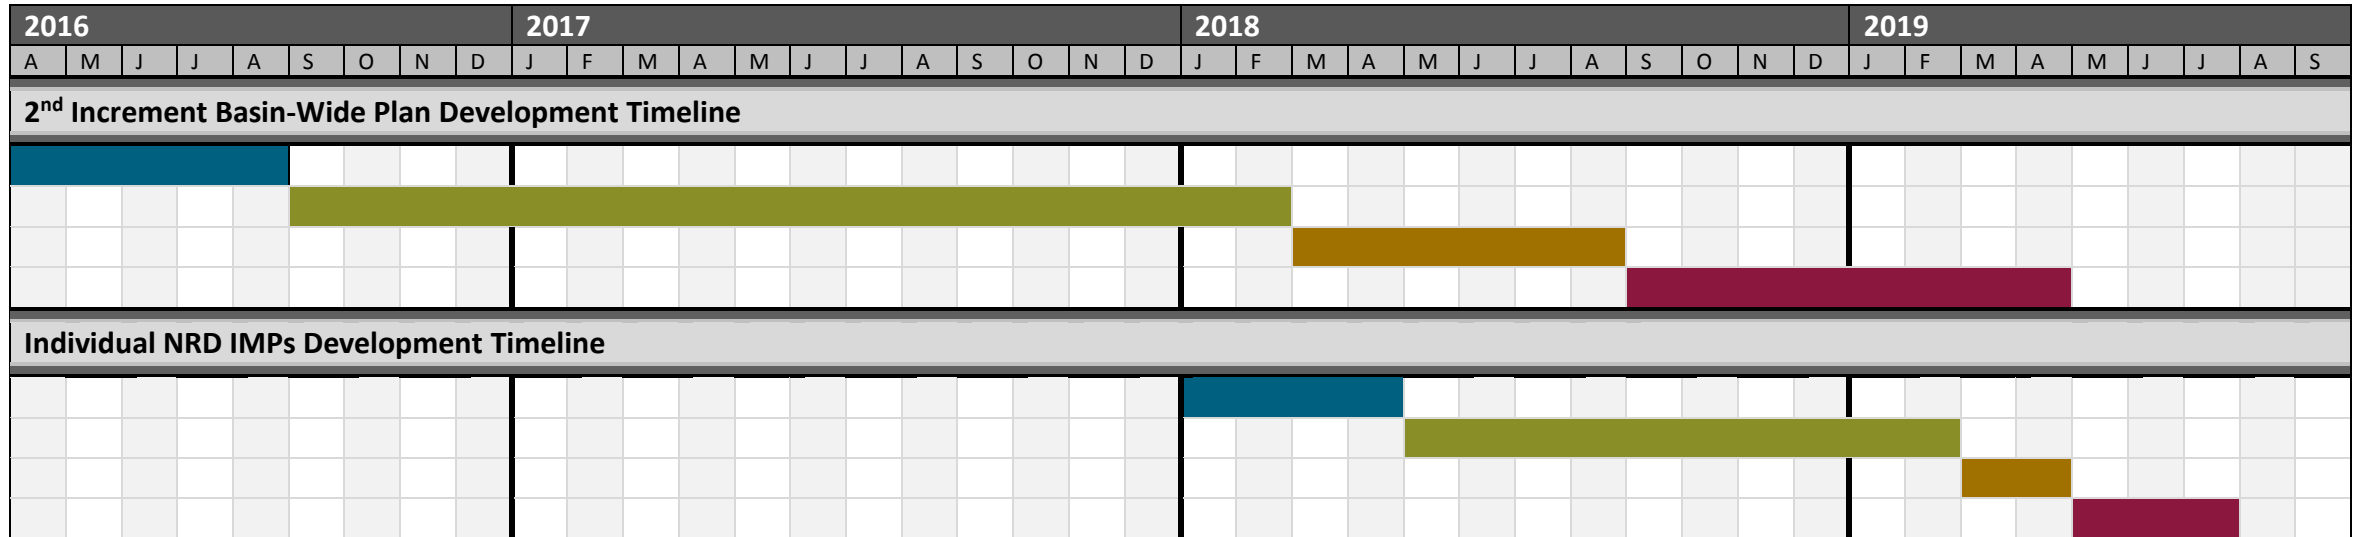 2016 2017 2018 2019
A M J J A S O N D J F M A M J J A S O N D J F M A M J J A S O N D J F M A M J J A S
2nd Increment Basin-Wide Plan Development Timeline
Individual NRD IMPs Development Timeline